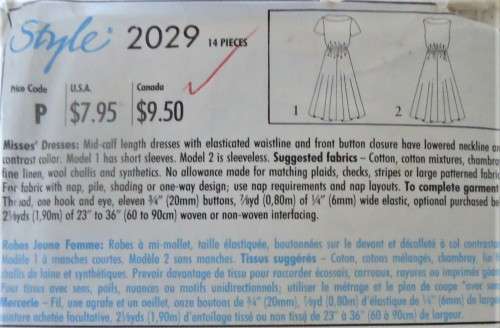 Style 2029 14 PIECES
Price Code U.S.A. Canada
P $7.95 $9.50
1 2
Misses' Dresses: Mid-calf length dresses with elasticated waistline and front button closure have lowered neckline an
contrast collar. Model 1 has short sleeves. Model 2 is sleeveless. Suggested fabrics – Cotton, cotton mixtures, chambra
fine linen, wool challis and synthetics. No allowance made for matching plaids, checks, stripes or large patterned fabric
For fabric with nap, pile, shading or one-way design; use nap requirements and nap layouts. To complete garment
Thread, one hook and eye, eleven ¾" (20mm) buttons, ⅞yd (0,80m) of ¼" (6mm) wide elastic, optional purchased be
2⅛yds (1,90m) of 23" to 36" (60 to 90cm) woven or non-woven interfacing.
Robes Jeune Femme: Robes à mi-mollet, taille élastiquée, boutonnées sur le devant et décolleté à col contrast
Modèle 1 à manches courtes. Modèle 2 sans manches. Tissus suggérés – Coton, cotons mélangés, chambray, lin
challis de laine et synthétiques. Prévoir davantage de tissu pour raccorder écossais, carreaux, rayures ou imprimés géa
Pour tissus avec sens, poils, nuances ou motifs unidirectionnels: utiliser le métrage et le plan de coupe "avec
Mercerie – Fil, une agrafe et un oeillet, onze boutons de ¾" (20mm), ⅞yd (0.80m) d'élastique de ¼" (6mm) de large
ceinture achetée facultative. 2⅛yds (1,90m) d'entoilage tissé ou non tissé de 23" à 36" (60 à 90cm) de largeur.